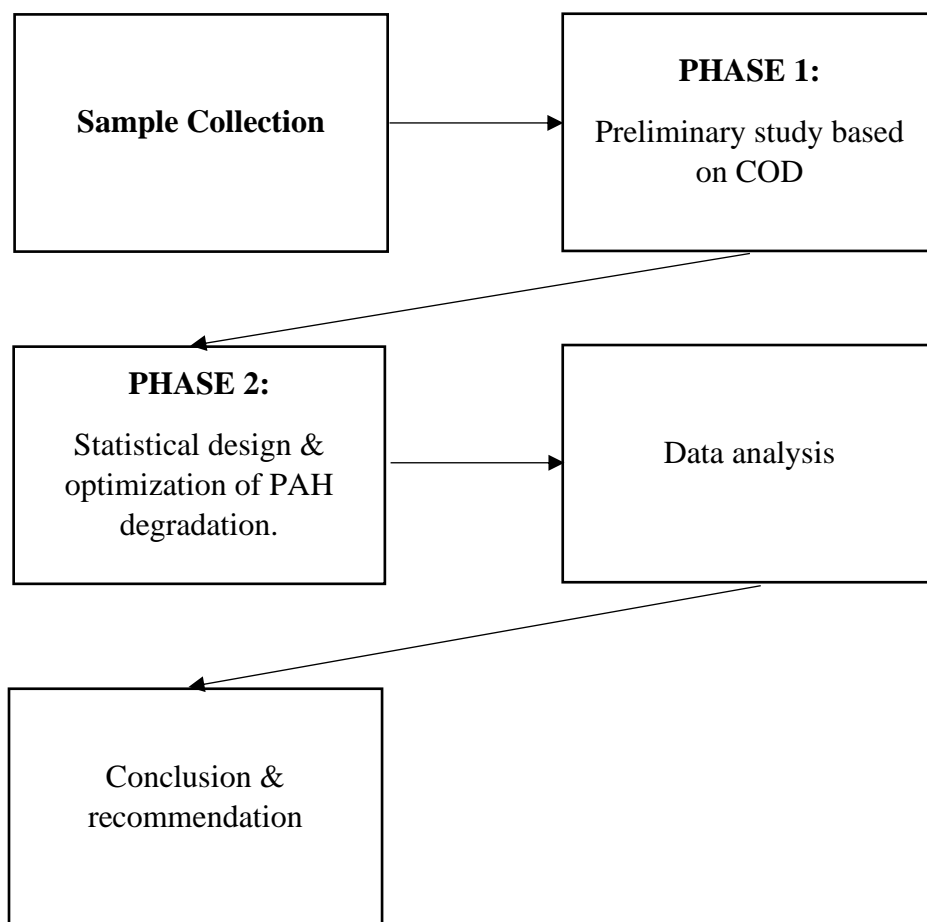 Sample Collection
PHASE 1:
Preliminary study based
on COD
PHASE 2:
Statistical design &
optimization of PAH
degradation.
Data analysis
Conclusion &
recommendation